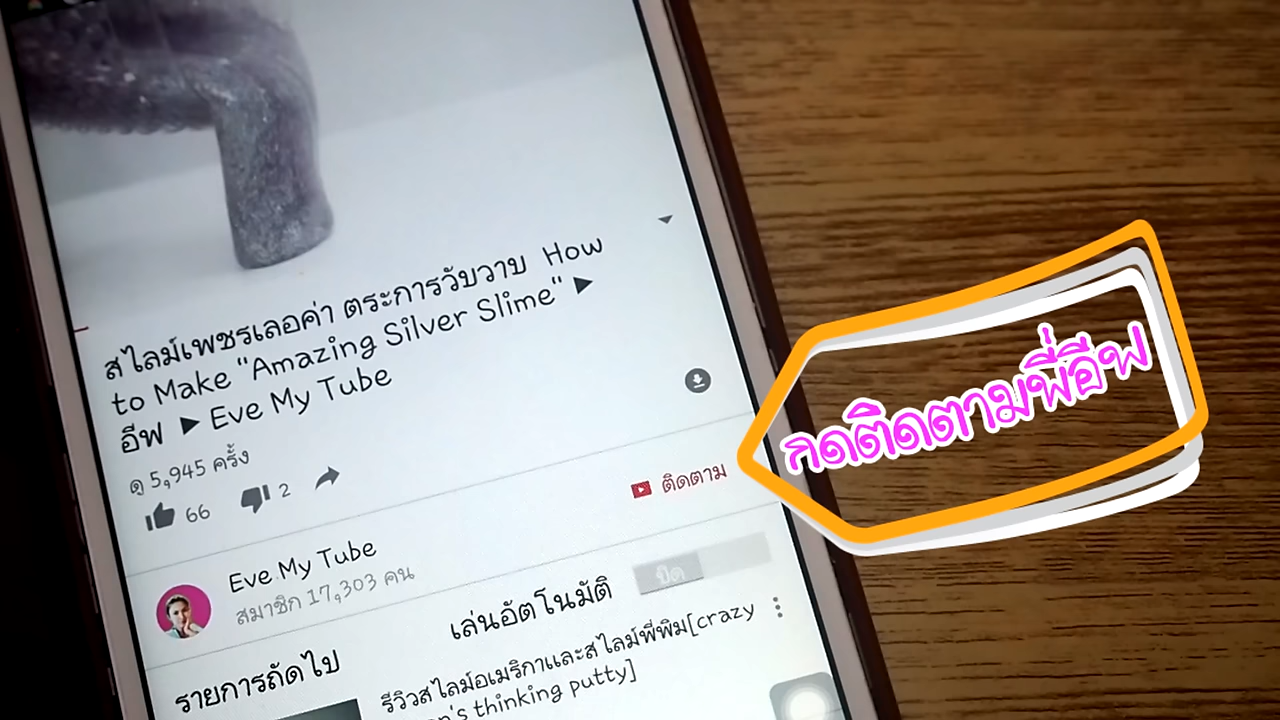 สไลม์เพชรเลอค่า ตระการวับวาบ How
to Make "Amazing Silver Slime" ▶
อีฟ ▶ Eve My Tube
ดู 5,945 ครั้ง
66 2
ติดตาม
กดติดตามพี่อีฟ
Eve My Tube
สมาชิก 17,303 คน
เล่นอัตโนมัติ ปิด
รายการถัดไป
รีวิวสไลม์อเมริกาและสไลม์พี่พิม[crazy
thinking putty]